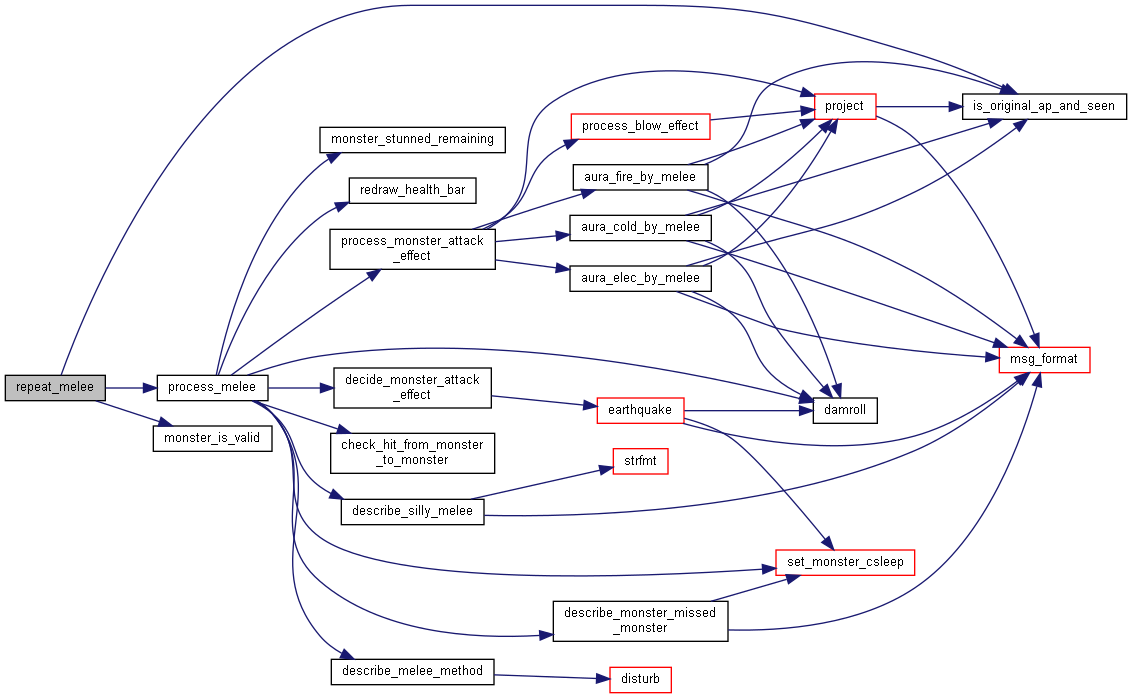 repeat_melee
process_melee
monster_is_valid
monster_stunned_remaining
redraw_health_bar
process_monster_attack
_effect
decide_monster_attack
_effect
check_hit_from_monster
_to_monster
describe_silly_melee
describe_melee_method
process_blow_effect
aura_fire_by_melee
aura_cold_by_melee
aura_elec_by_melee
earthquake
strfmt
describe_monster_missed
_monster
disturb
project
damroll
set_monster_csleep
is_original_ap_and_seen
msg_format